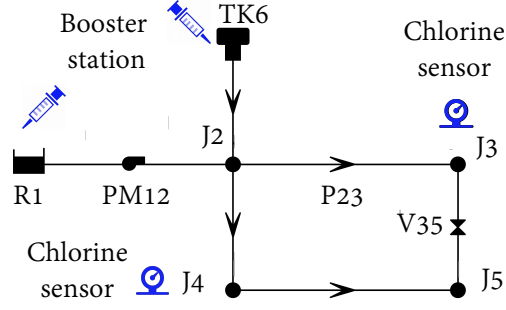 Booster
station
TK6
Chlorine
sensor
J2
J3
R1
PM12
P23
V35
Chlorine
sensor
J4
J5